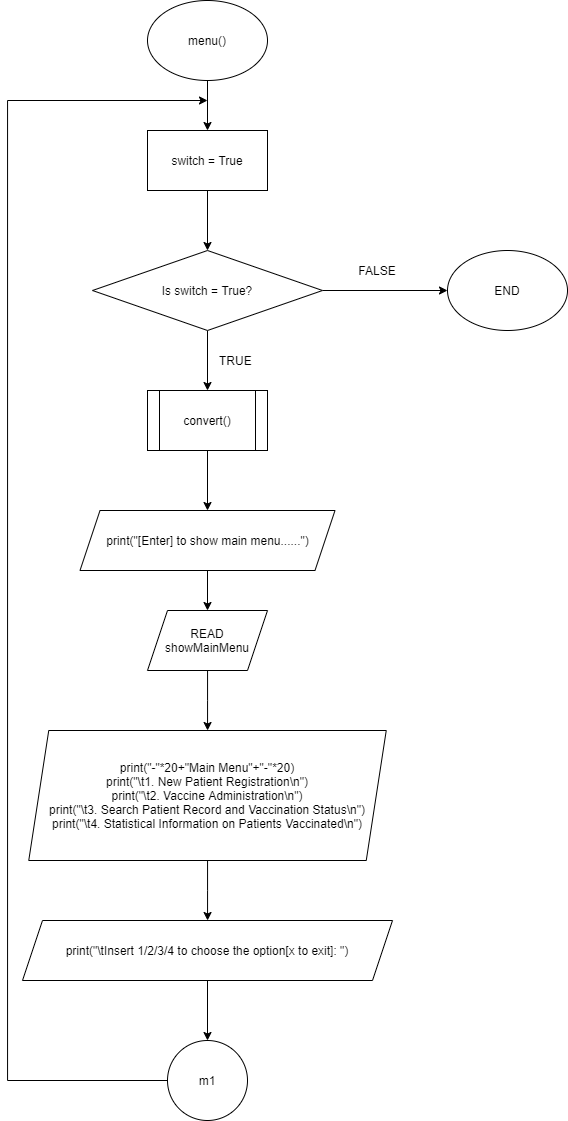 menu()
switch = True
Is switch = True?
FALSE
END
TRUE
convert()
print("[Enter] to show main menu......")
READ
showMainMenu
print("-"*20+"Main Menu"+"-"*20)
print("\t1. New Patient Registration\n")
print("\t2. Vaccine Administration\n")
print("\t3. Search Patient Record and Vaccination Status\n")
print("\t4. Statistical Information on Patients Vaccinated\n")
print("\tInsert 1/2/3/4 to choose the option[x to exit]: ")
m1